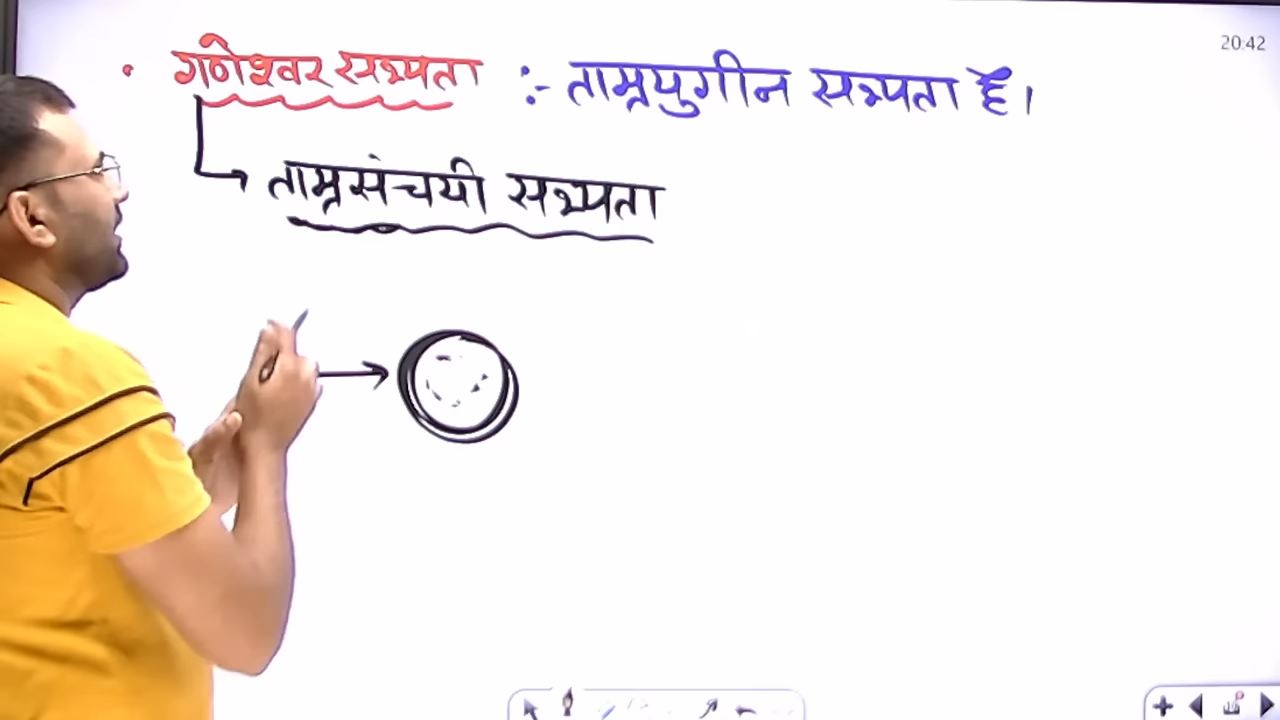 20:42
गणेश्वर सभ्यता :- ताम्रयुगीन सभ्यता है।
ताम्रसंचयी सभ्यता